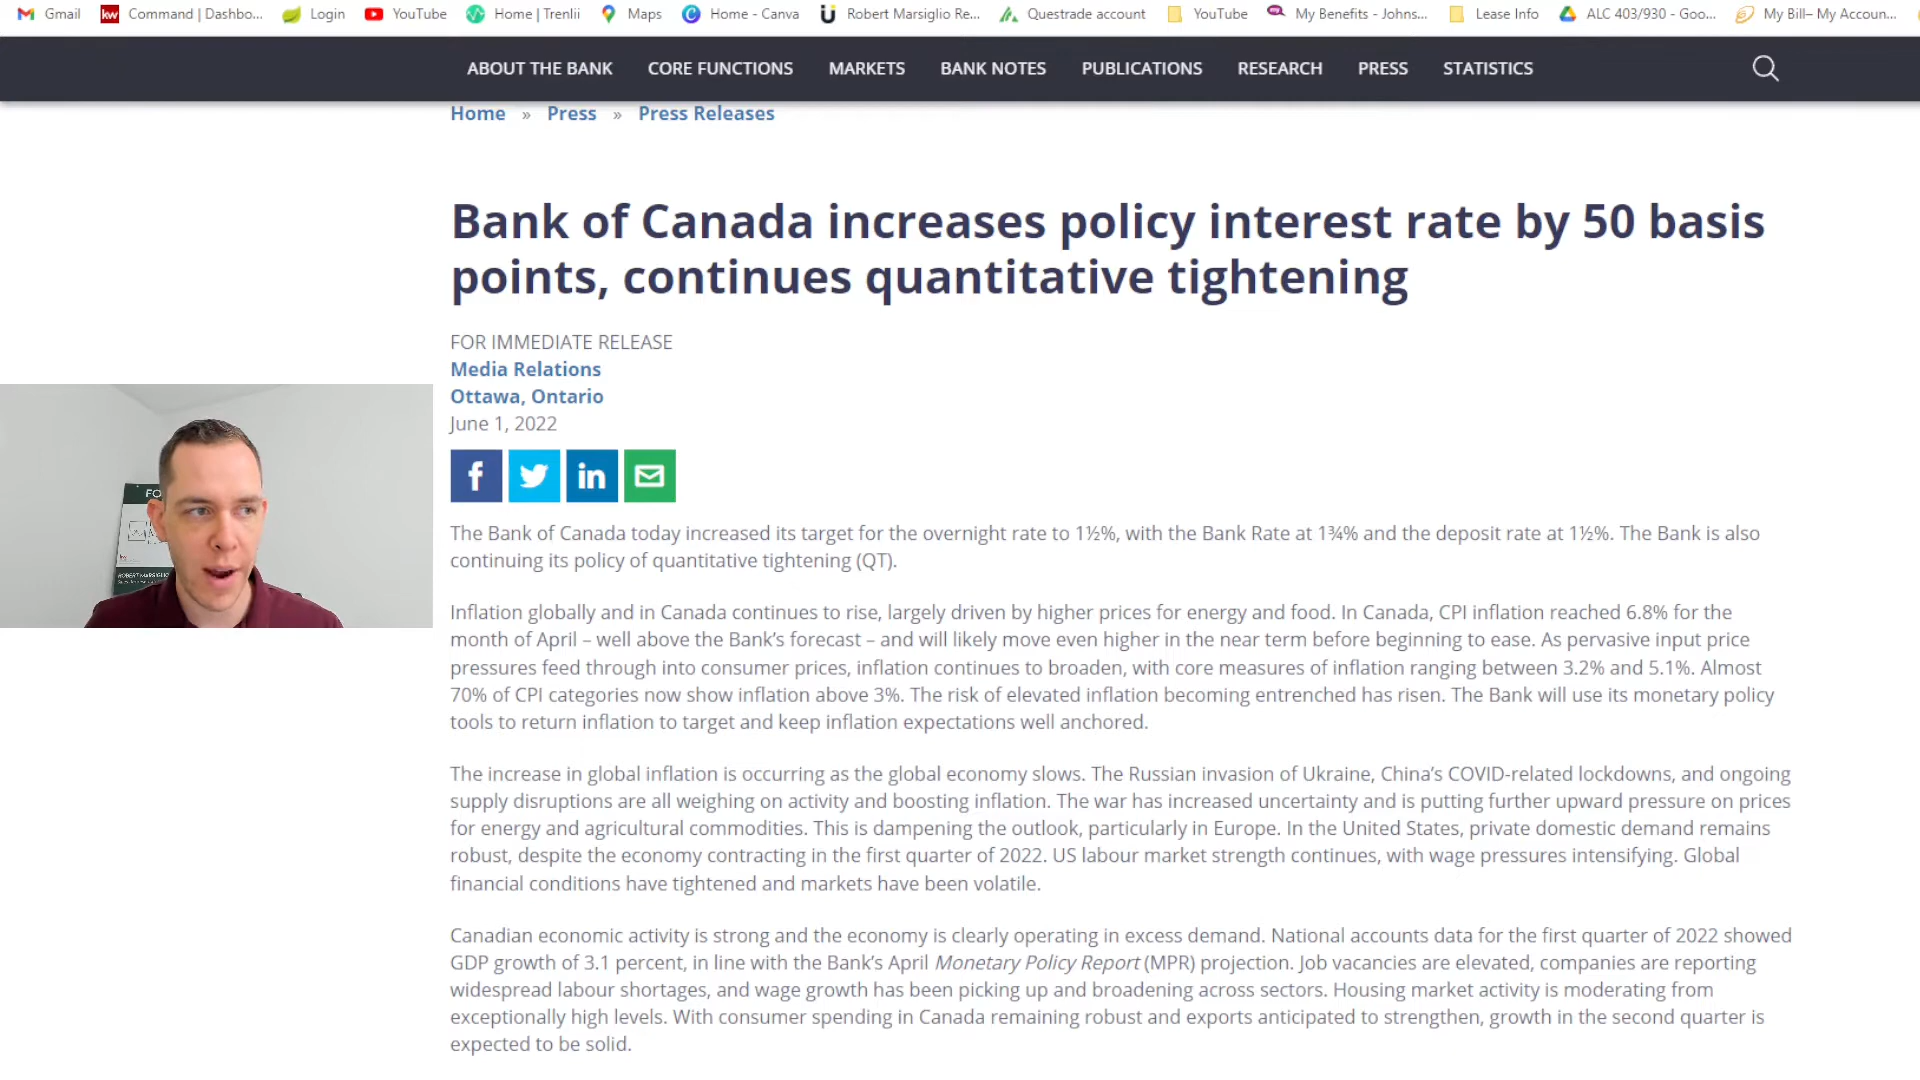 Gmail Command | Dashbo... Login YouTube Home | Trenlii Maps Home - Canva Robert Marsiglio Re... Questrade account YouTube My Benefits - Johns... Lease Info ALC 403/930 - Goo... My Bill– My Accoun...
ABOUT THE BANK CORE FUNCTIONS MARKETS BANK NOTES PUBLICATIONS RESEARCH PRESS STATISTICS
Home » Press » Press Releases
Bank of Canada increases policy interest rate by 50 basis
points, continues quantitative tightening
FOR IMMEDIATE RELEASE
Media Relations
Ottawa, Ontario
June 1, 2022
FO
ROBERT MARSIGLIO
The Bank of Canada today increased its target for the overnight rate to 1½%, with the Bank Rate at 1¾% and the deposit rate at 1½%. The Bank is also
continuing its policy of quantitative tightening (QT).
Inflation globally and in Canada continues to rise, largely driven by higher prices for energy and food. In Canada, CPI inflation reached 6.8% for the
month of April – well above the Bank's forecast – and will likely move even higher in the near term before beginning to ease. As pervasive input price
pressures feed through into consumer prices, inflation continues to broaden, with core measures of inflation ranging between 3.2% and 5.1%. Almost
70% of CPI categories now show inflation above 3%. The risk of elevated inflation becoming entrenched has risen. The Bank will use its monetary policy
tools to return inflation to target and keep inflation expectations well anchored.
The increase in global inflation is occurring as the global economy slows. The Russian invasion of Ukraine, China's COVID-related lockdowns, and ongoing
supply disruptions are all weighing on activity and boosting inflation. The war has increased uncertainty and is putting further upward pressure on prices
for energy and agricultural commodities. This is dampening the outlook, particularly in Europe. In the United States, private domestic demand remains
robust, despite the economy contracting in the first quarter of 2022. US labour market strength continues, with wage pressures intensifying. Global
financial conditions have tightened and markets have been volatile.
Canadian economic activity is strong and the economy is clearly operating in excess demand. National accounts data for the first quarter of 2022 showed
GDP growth of 3.1 percent, in line with the Bank's April Monetary Policy Report (MPR) projection. Job vacancies are elevated, companies are reporting
widespread labour shortages, and wage growth has been picking up and broadening across sectors. Housing market activity is moderating from
exceptionally high levels. With consumer spending in Canada remaining robust and exports anticipated to strengthen, growth in the second quarter is
expected to be solid.